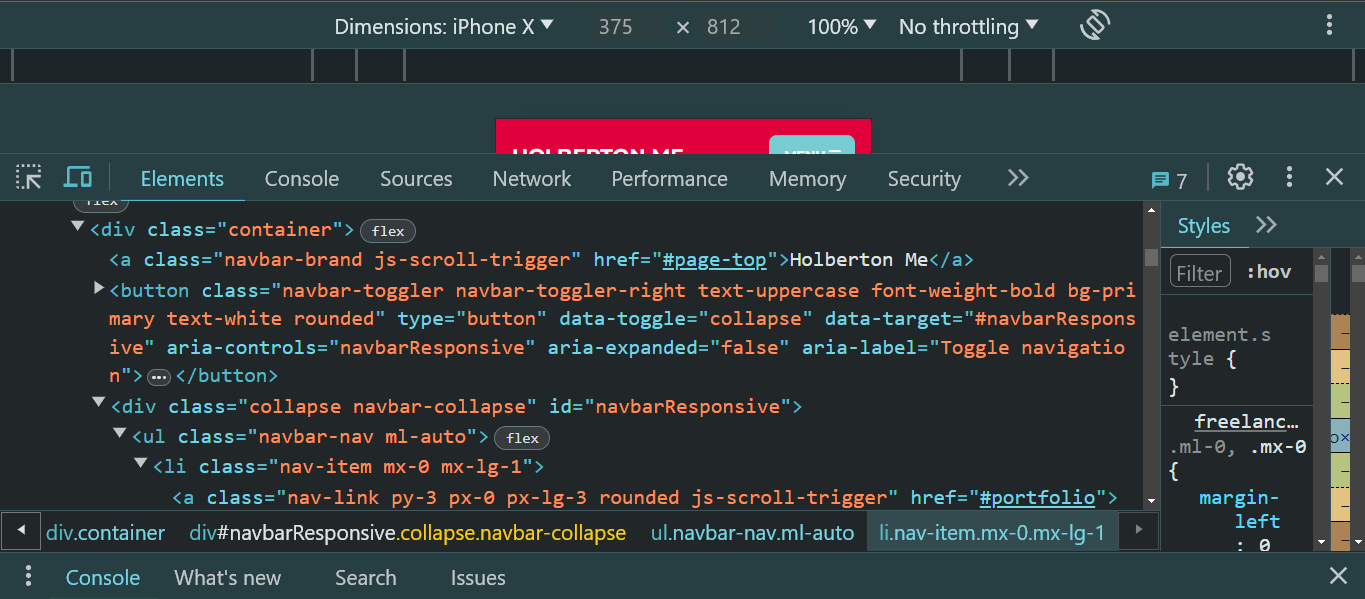 Dimensions: iPhone X ▼ 375 × 812 100% ▼ No throttling ▼
HOLBERTON ME MENU
Elements Console Sources Network Performance Memory Security 7
flex
<div class="container"> flex
<a class="navbar-brand js-scroll-trigger" href="#page-top">Holberton Me</a>
<button class="navbar-toggler navbar-toggler-right text-uppercase font-weight-bold bg-pri
mary text-white rounded" type="button" data-toggle="collapse" data-target="#navbarRespons
ive" aria-controls="navbarResponsive" aria-expanded="false" aria-label="Toggle navigatio
n"> ••• </button>
<div class="collapse navbar-collapse" id="navbarResponsive">
<ul class="navbar-nav ml-auto"> flex
<li class="nav-item mx-0 mx-lg-1">
<a class="nav-link py-3 px-0 px-lg-3 rounded js-scroll-trigger" href="#portfolio">
div.container div#navbarResponsive.collapse.navbar-collapse ul.navbar-nav.ml-auto li.nav-item.mx-0.mx-lg-1
Styles
Filter :hov
element.s
tyle {
}
freelanc…
.ml-0, .mx-0
{
margin-
left
: 0
Console What's new Search Issues